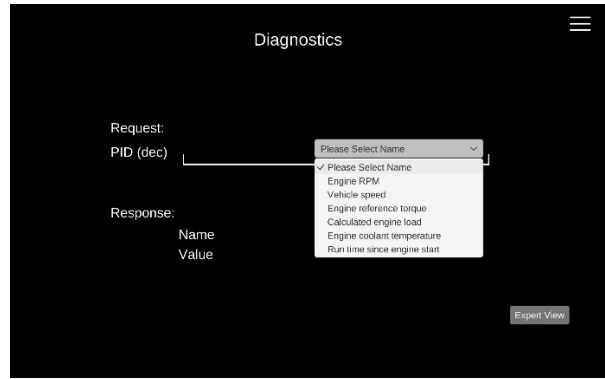 Diagnostics
Request:
PID (dec)
Please Select Name
✓ Please Select Name
Engine RPM
Vehicle speed
Engine reference torque
Calculated engine load
Engine coolant temperature
Run time since engine start
Response:
Name
Value
Expert View